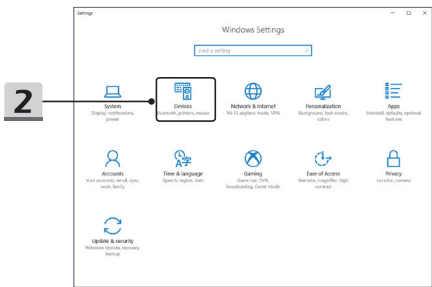 Settings
Windows Settings
Find a setting
2
System
Display, notifications,
power
Devices
Bluetooth, printers, mouse
Network & Internet
Wi-Fi, airplane mode, VPN
Personalization
Background, lock screen,
colors
Apps
Uninstall, defaults, optional
features
Accounts
Your accounts, email, sync,
work, family
Time & language
Speech, region, date
Gaming
Game bar, DVR,
broadcasting, Game Mode
Ease of Access
Narrator, magnifier, high
contrast
Privacy
Location, camera
Update & security
Windows Update, recovery,
backup